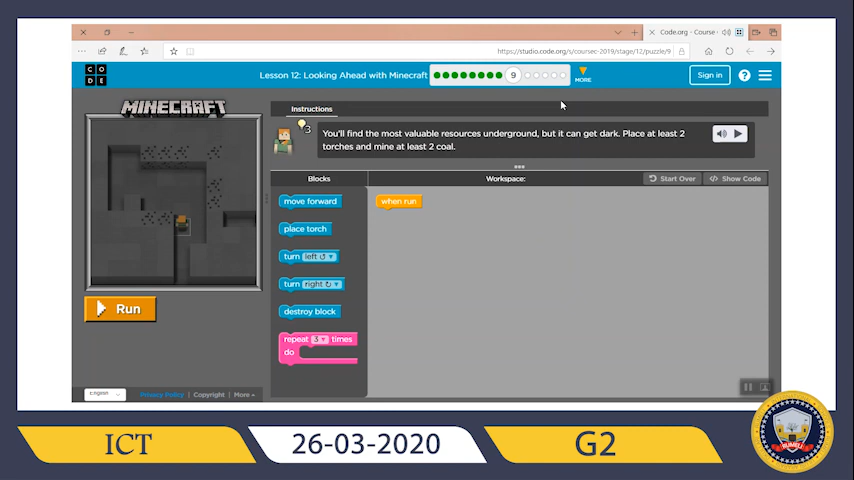 Code.org - Course
https://studio.code.org/s/coursec-2019/stage/12/puzzle/9
C O
D E
Lesson 12: Looking Ahead with Minecraft
9
MORE
Sign in
?
MINECRAFT
Instructions
3
You'll find the most valuable resources underground, but it can get dark. Place at least 2
torches and mine at least 2 coal.
Blocks
Workspace:
Start Over
Show Code
move forward
when run
place torch
turn left
turn right
destroy block
repeat 3 times
do
Run
English
Privacy Policy | Copyright | More
ICT
26-03-2020
G2